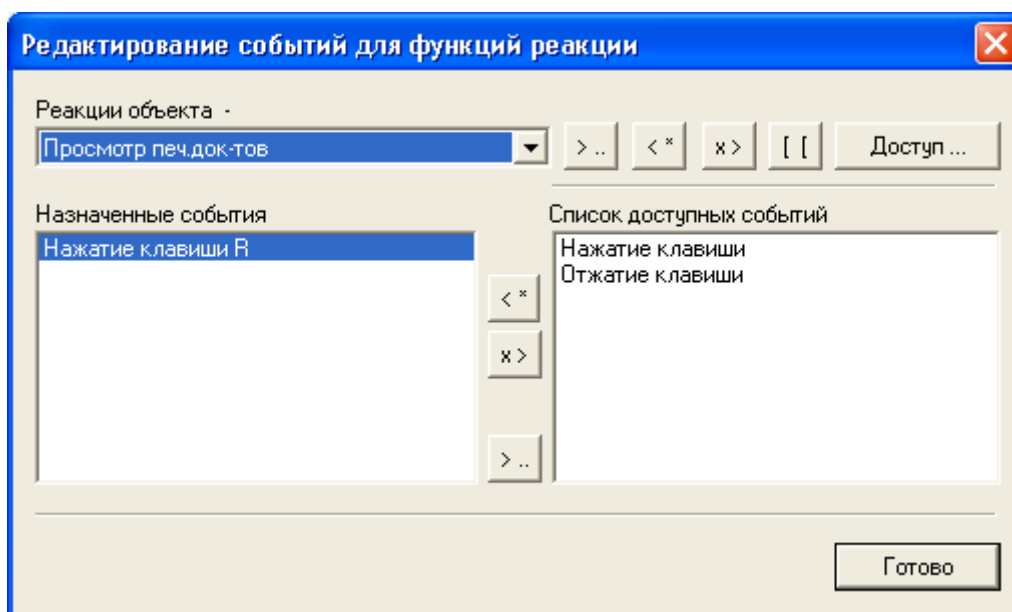 Редактирование событий для функций реакции
Реакции объекта -
Просмотр печ.док-тов
> ..
< *
x >
[ [
Доступ ...
Назначенные события
Список доступных событий
Нажатие клавиши R
Нажатие клавиши
Отжатие клавиши
< *
x >
> ..
Готово